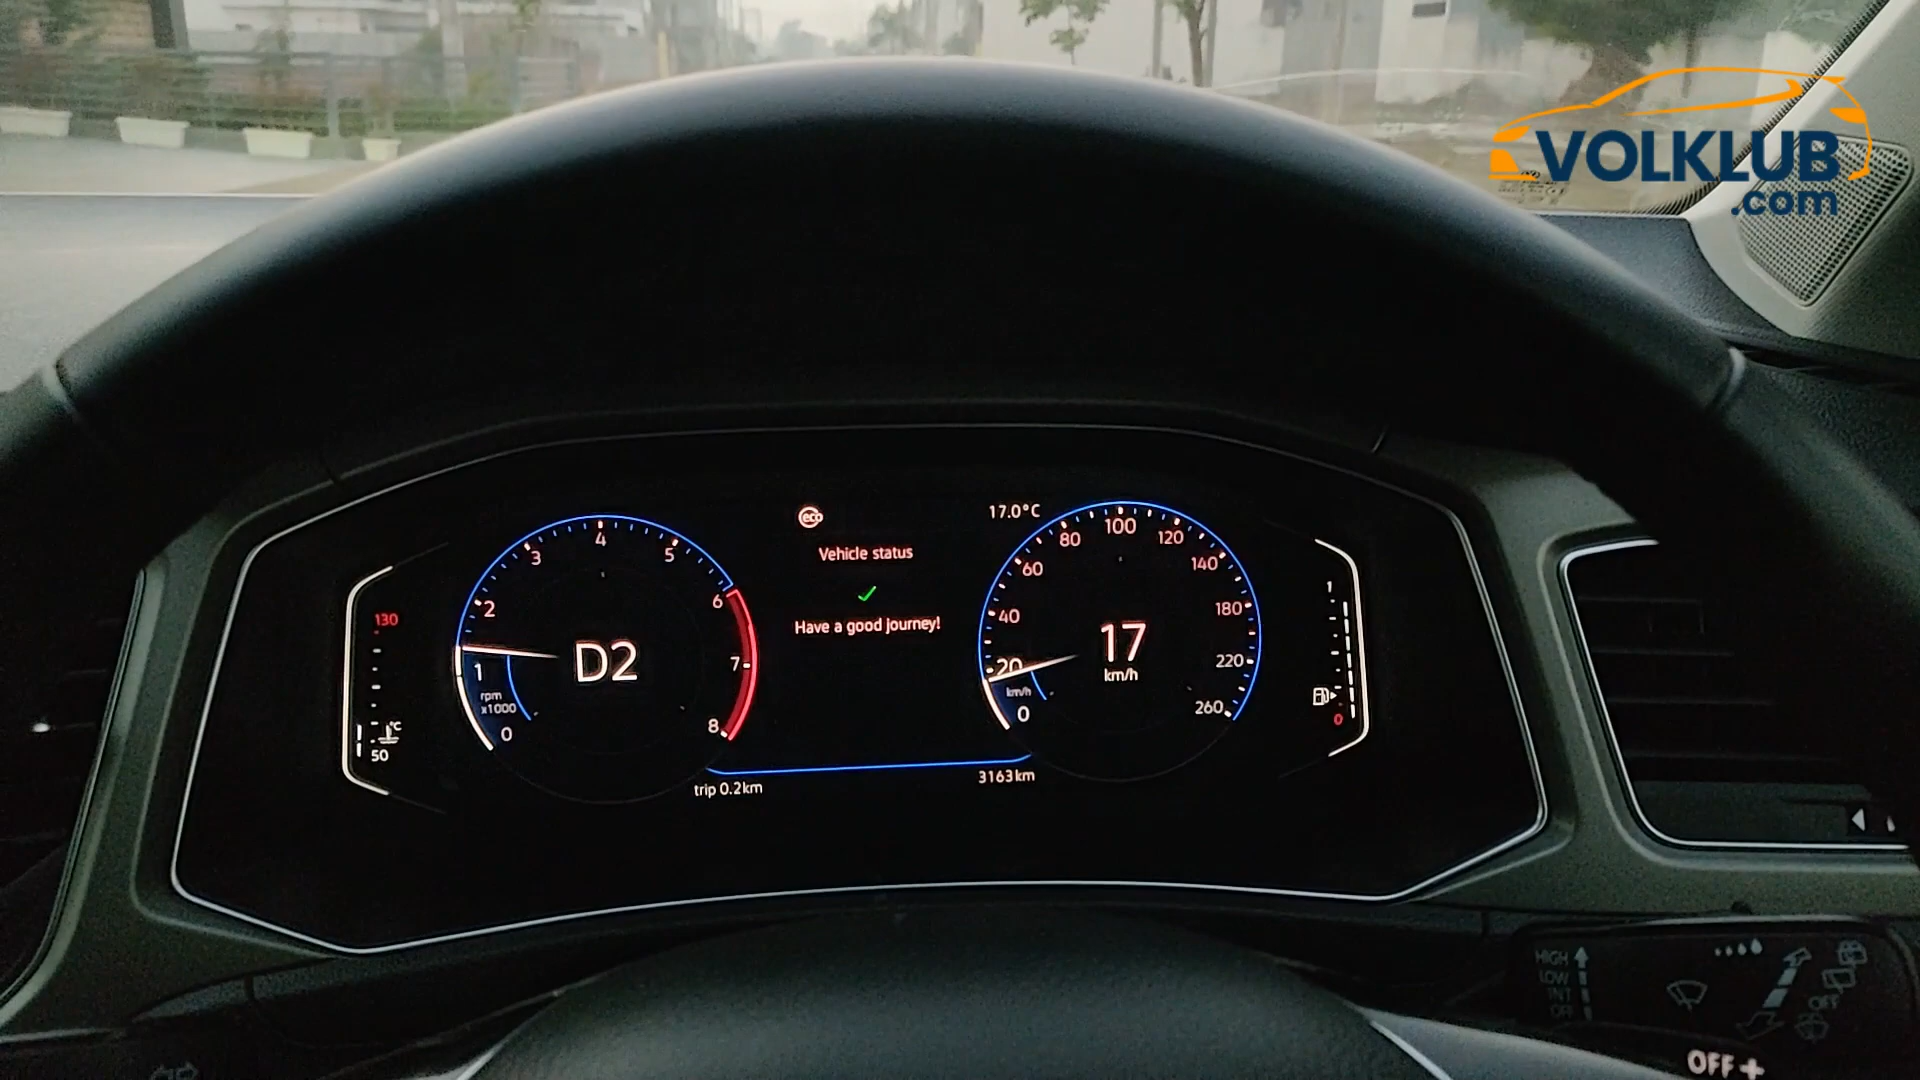 VOLKLUB
.com
eco
17.0°C
Vehicle status
Have a good journey!
0
1
2
3
4
5
6
7
8
rpm
x1000
D2
0
20
40
60
80
100
120
140
180
220
260
km/h
17
km/h
130
°C
50
1
0
trip 0.2km
3163km
HIGH
LOW
INT
OFF
OFF
OFF+